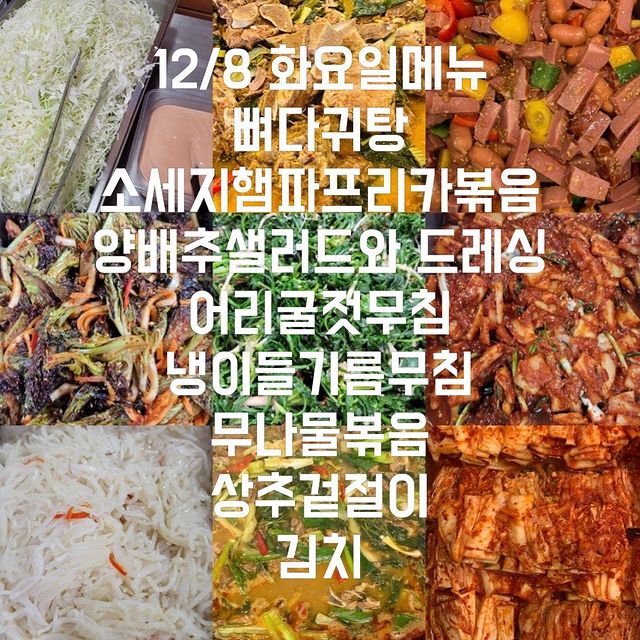 12/8 화요일메뉴
뼈다귀탕
소세지햄파프리카볶음
양배추샐러드와 드레싱
어리굴젓무침
냉이들기름무침
무나물볶음
상추겉절이
김치